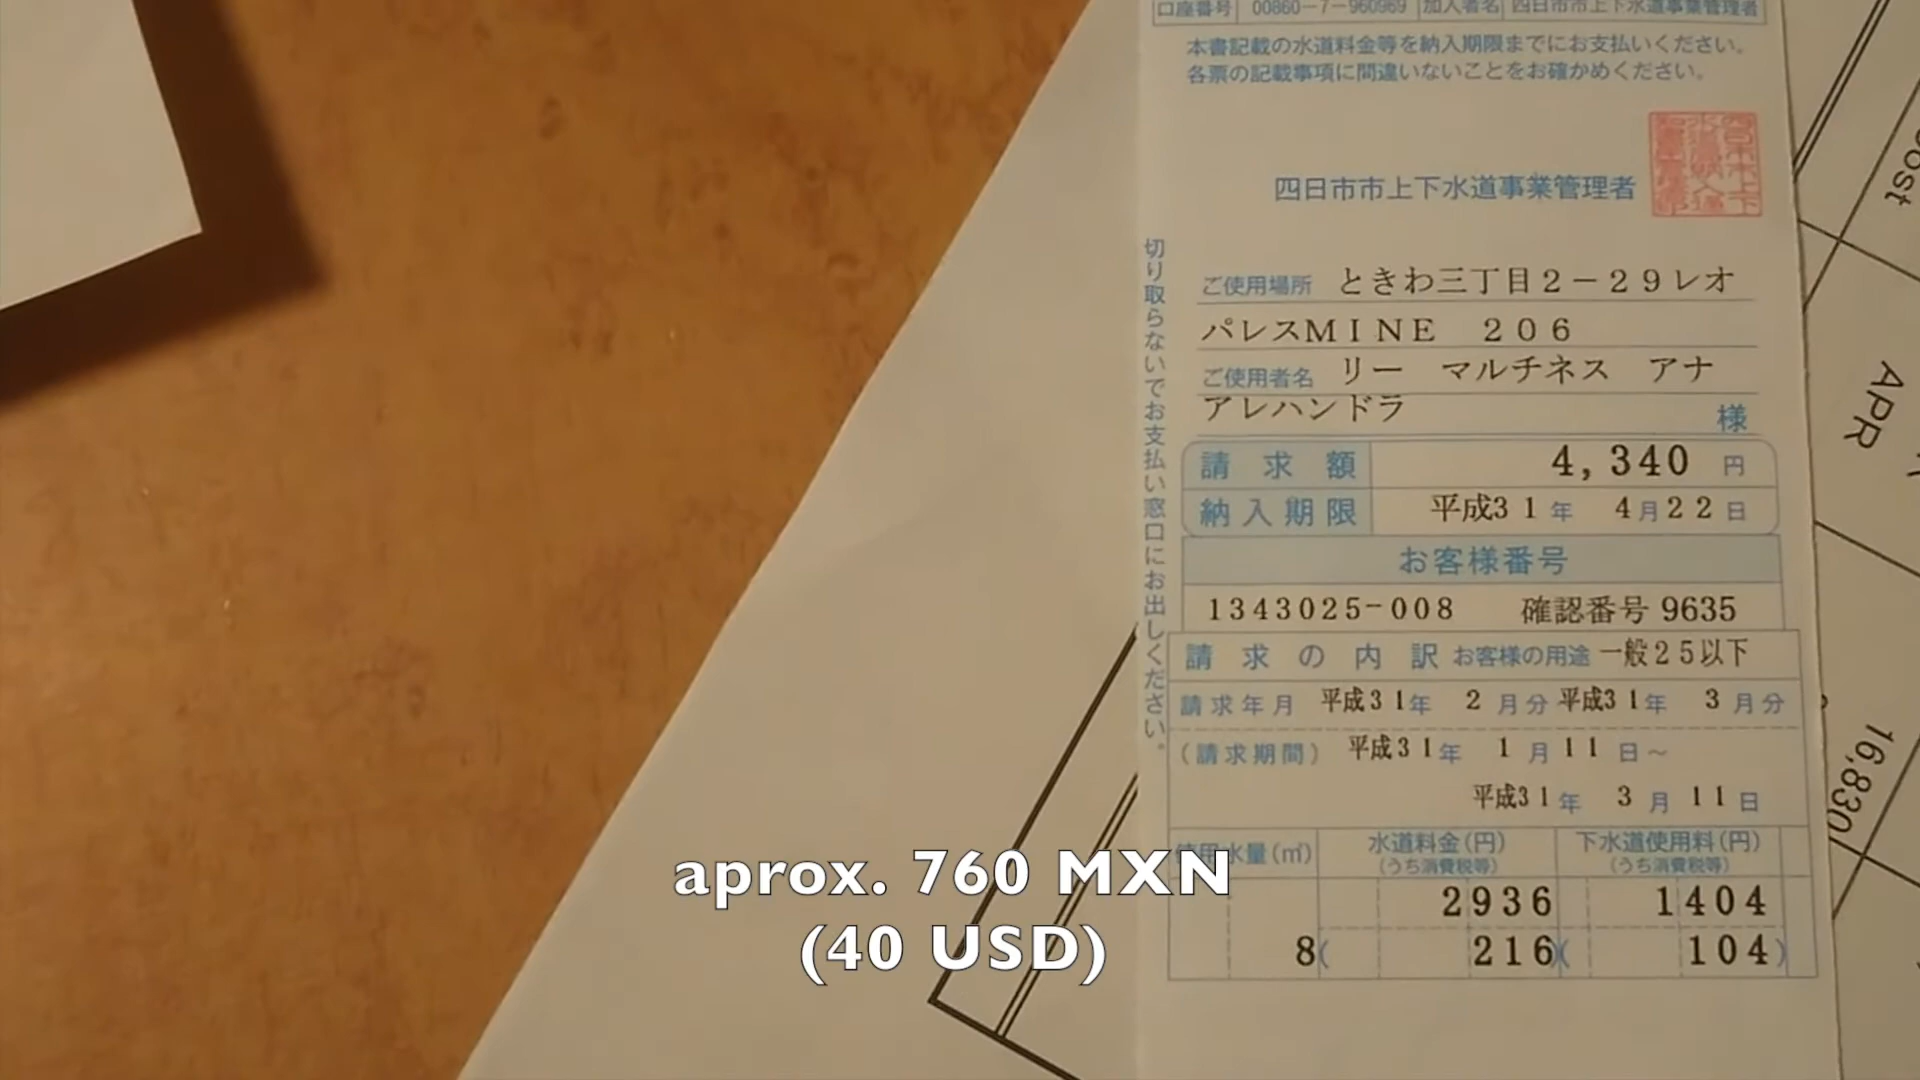 口座番号 00860-7-960969 加入者名 四日市市上下水道事業管理者
本書記載の水道料金等を納入期限までにお支払いください。
各票の記載事項に間違いないことをお確かめください。
四日市市上下水道事業管理者
切り取らないでお支払い窓口にお出しください。
ご使用場所 ときわ三丁目2-29レオ
パレスMINE 206
ご使用者名 リー マルチネス アナ
アレハンドラ 様
請求額 4,340 円
納入期限 平成31年 4月22日
お客様番号
1343025-008 確認番号 9635
請求の内訳 お客様の用途 一般25以下
請求年月 平成31年 2月分 平成31年 3月分
(請求期間) 平成31年 1月11日~
平成31年 3月11日
使用水量(㎥) 水道料金(円) 下水道使用料(円)
(うち消費税等) (うち消費税等)
2936 1404
8( 216)( 104)
aprox. 760 MXN
(40 USD)
ost
APR
16,830